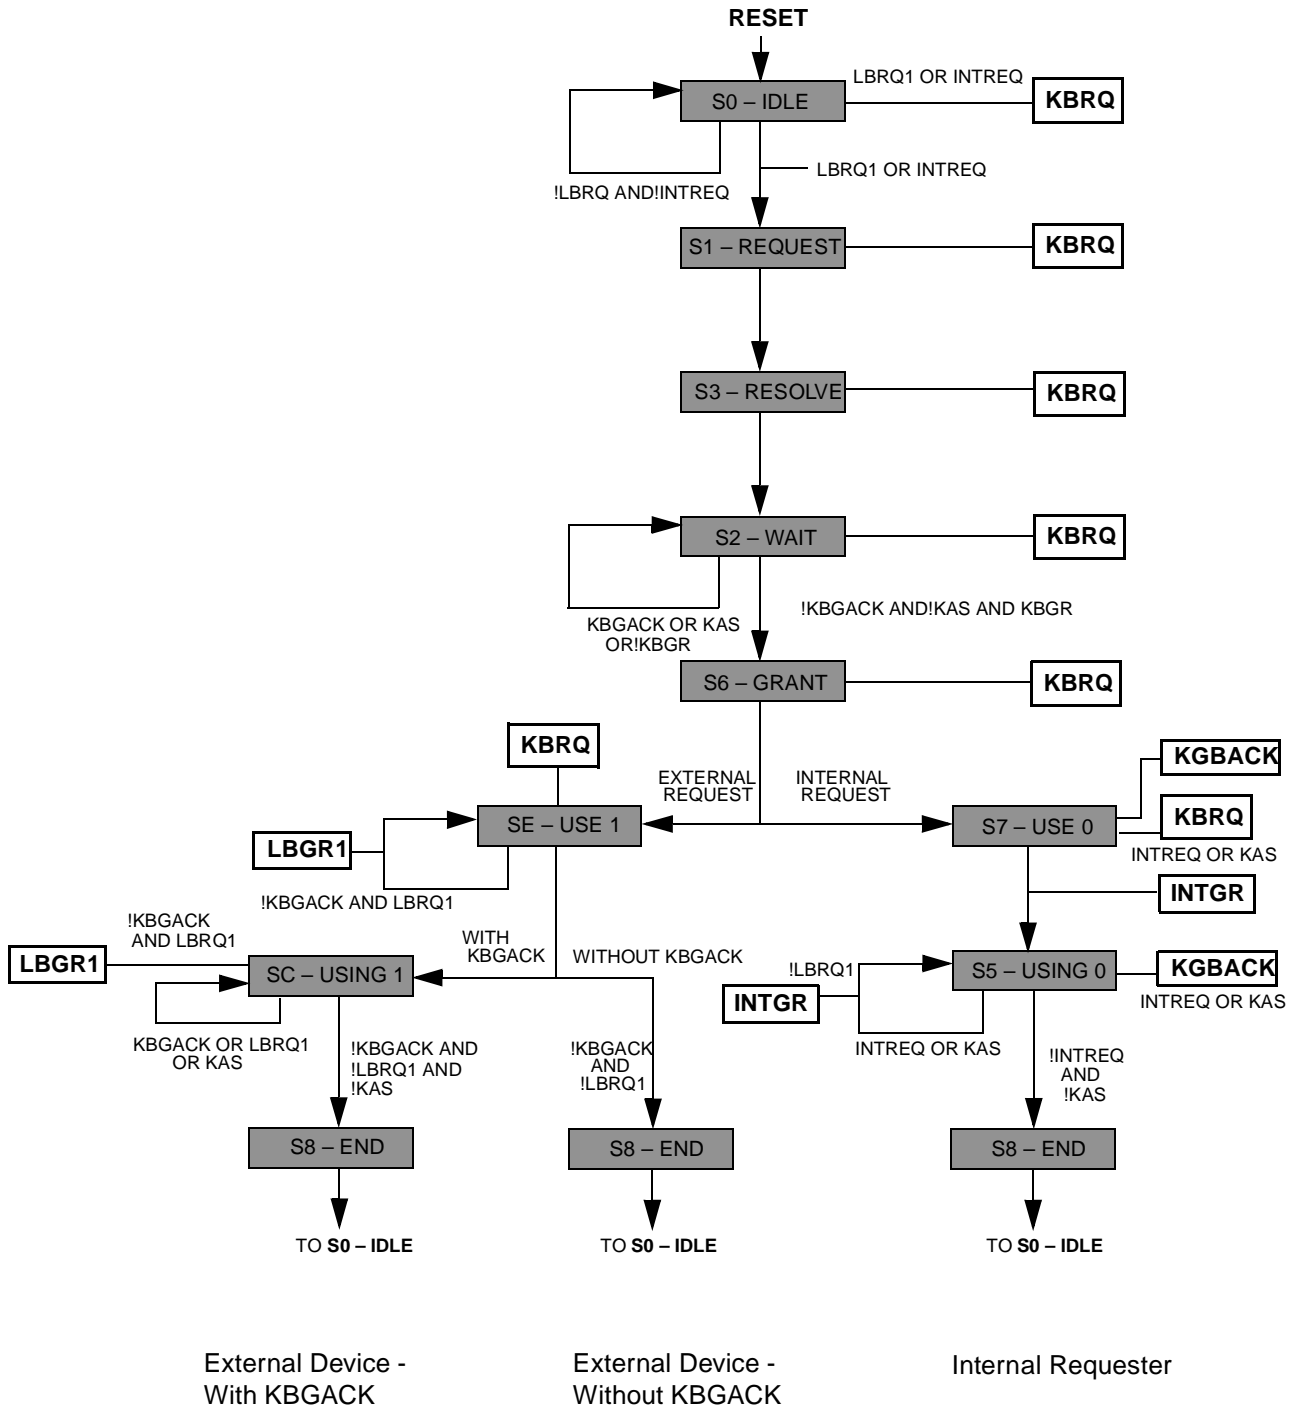 RESET
LBRQ1 OR INTREQ
S0 – IDLE
KBRQ
LBRQ1 OR INTREQ
!LBRQ AND!INTREQ
S1 – REQUEST
KBRQ
S3 – RESOLVE
KBRQ
S2 – WAIT
KBRQ
!KBGACK AND!KAS AND KBGR
KBGACK OR KAS
OR!KBGR
S6 – GRANT
KBRQ
KBRQ
KGBACK
EXTERNAL
REQUEST
INTERNAL
REQUEST
SE – USE 1
S7 – USE 0
KBRQ
LBGR1
INTREQ OR KAS
!KBGACK AND LBRQ1
INTGR
!KBGACK
AND LBRQ1
WITH
KBGACK
WITHOUT KBGACK
LBGR1
SC – USING 1
!LBRQ1
S5 – USING 0
KGBACK
INTGR
INTREQ OR KAS
KBGACK OR LBRQ1
OR KAS
!KBGACK AND
!LBRQ1 AND
!KAS
!KBGACK
AND
!LBRQ1
INTREQ OR KAS
!INTREQ
AND
!KAS
S8 – END
S8 – END
S8 – END
TO S0 – IDLE
TO S0 – IDLE
TO S0 – IDLE
External Device -
With KBGACK
External Device -
Without KBGACK
Internal Requester